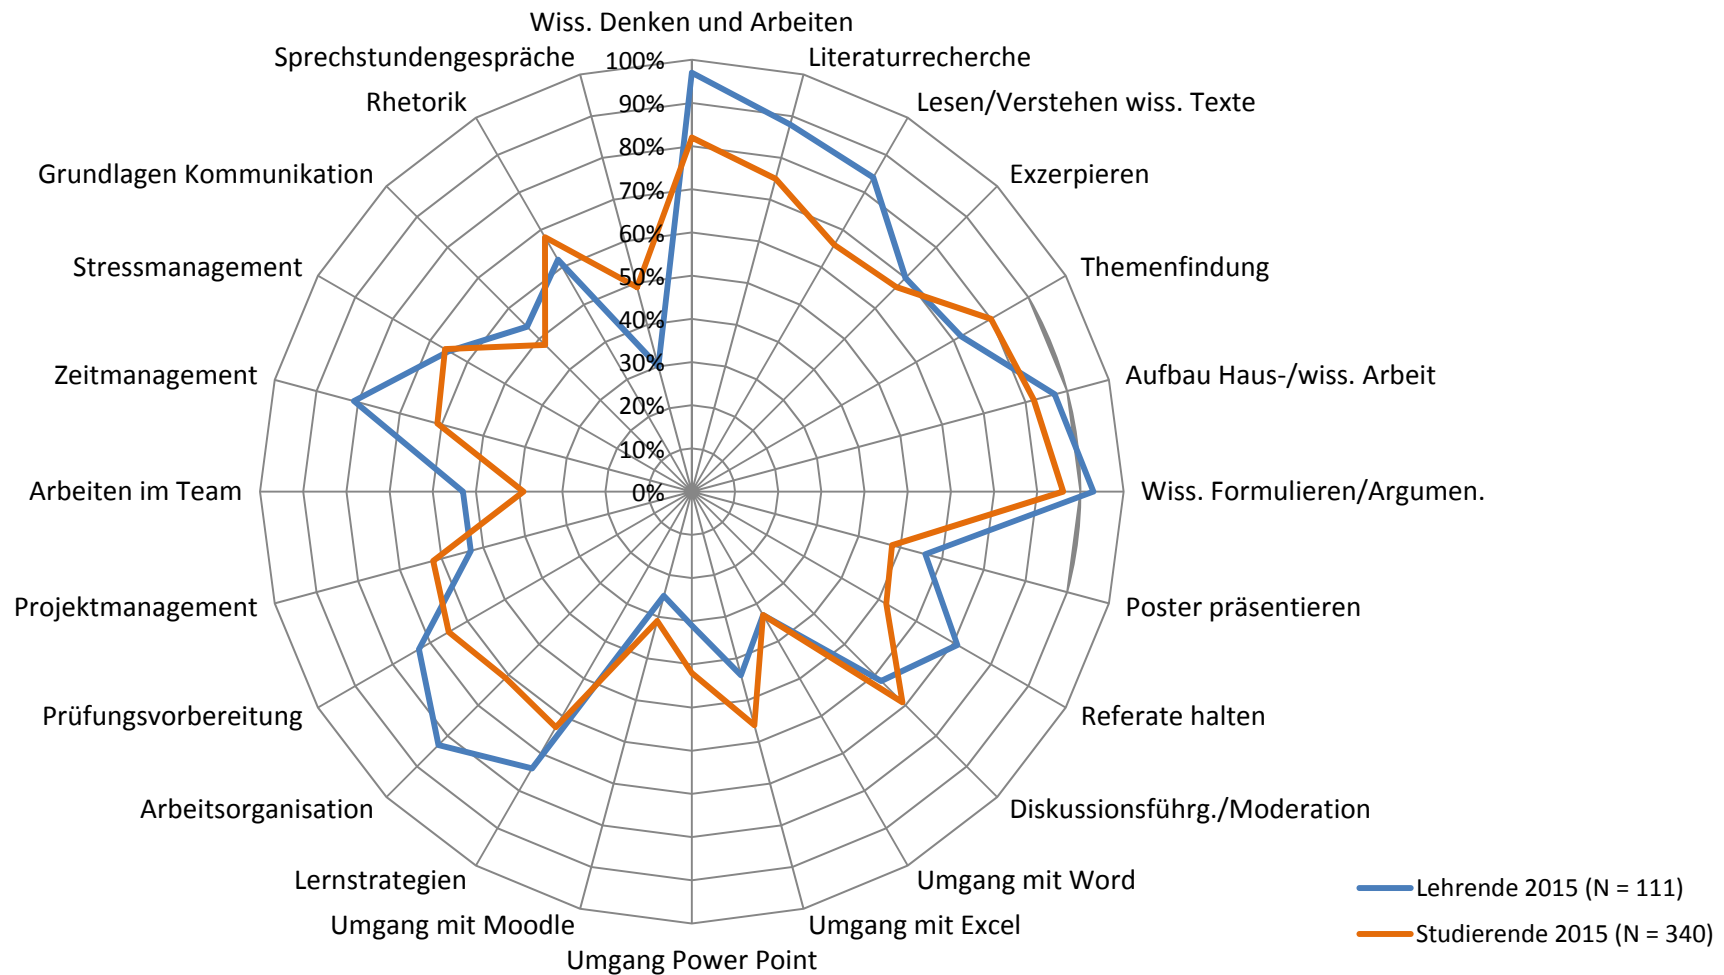 Wiss. Denken und Arbeiten
Literaturrecherche
Lesen/Verstehen wiss. Texte
Exzerpieren
Themenfindung
Aufbau Haus-/wiss. Arbeit
Wiss. Formulieren/Argumen.
Poster präsentieren
Referate halten
Diskussionsführg./Moderation
Umgang mit Word
Umgang mit Excel
Umgang Power Point
Umgang mit Moodle
Lernstrategien
Arbeitsorganisation
Prüfungsvorbereitung
Projektmanagement
Arbeiten im Team
Zeitmanagement
Stressmanagement
Grundlagen Kommunikation
Rhetorik
Sprechstundengespräche
100%
90%
80%
70%
60%
50%
40%
30%
20%
10%
0%
Lehrende 2015 (N = 111)
Studierende 2015 (N = 340)